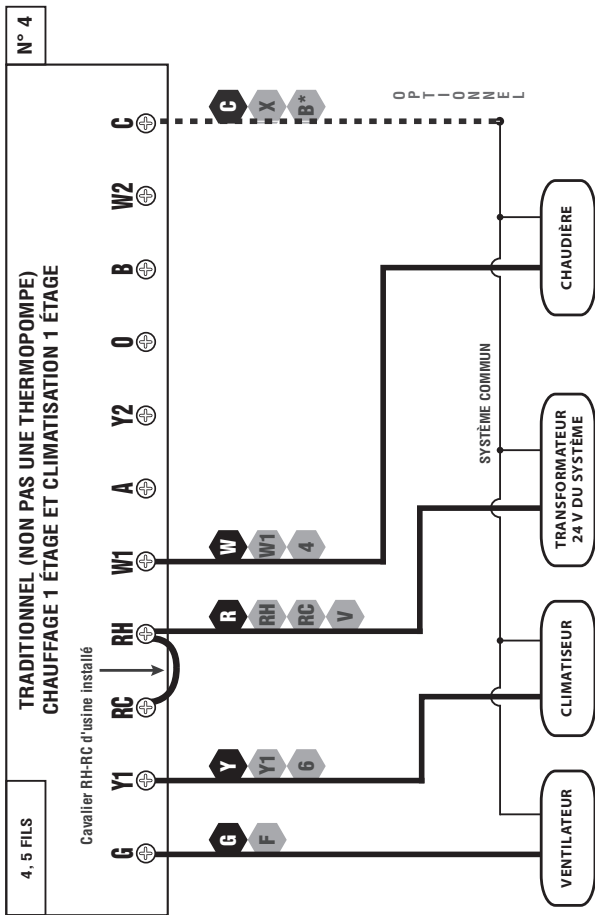 4, 5 FILS
TRADITIONNEL (NON PAS UNE THERMOPOMPE)
CHAUFFAGE 1 ÉTAGE ET CLIMATISATION 1 ÉTAGE
N° 4
Cavalier RH-RC d'usine installé
G Y1 RC RH W1 A Y2 O B W2 C
G Y R W C
F Y1 RH W1 X
6 RC 4 B*
V
OPTIONNEL
SYSTÈME COMMUN
VENTILATEUR
CLIMATISEUR
TRANSFORMATEUR
24 V DU SYSTÈME
CHAUDIÈRE